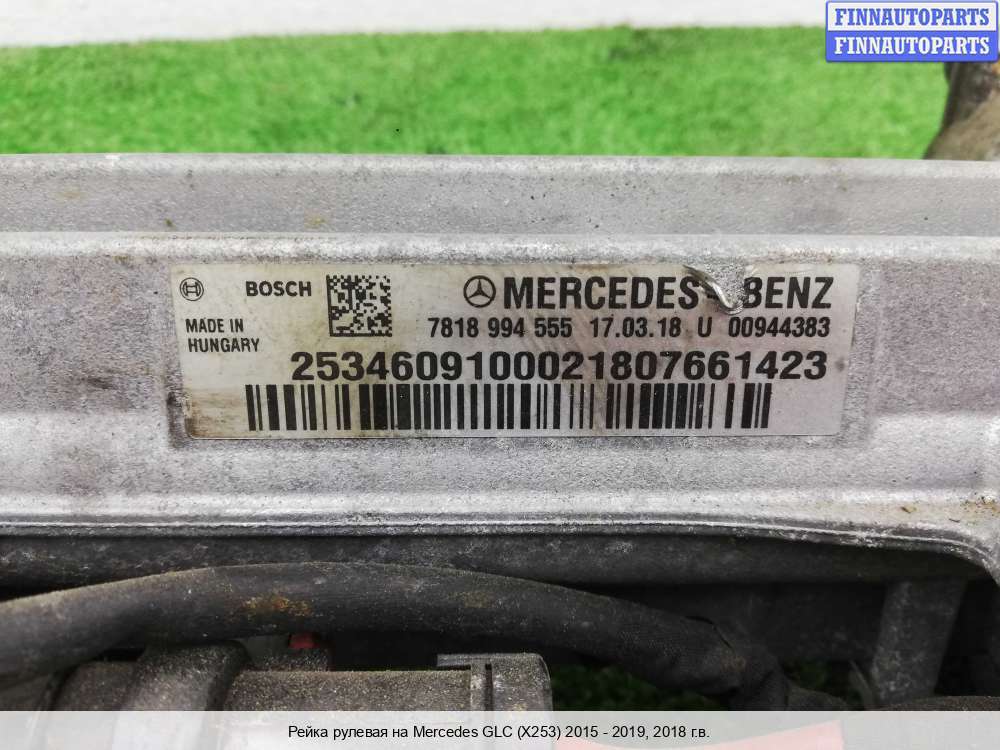 FINNAUTOPARTS
FINNAUTOPARTS
BOSCH
MERCEDES-BENZ
MADE IN
HUNGARY
7818 994 555 17.03.18 U 00944383
25346091000021807661423
Рейка рулевая на Mercedes GLC (X253) 2015 - 2019, 2018 г.в.